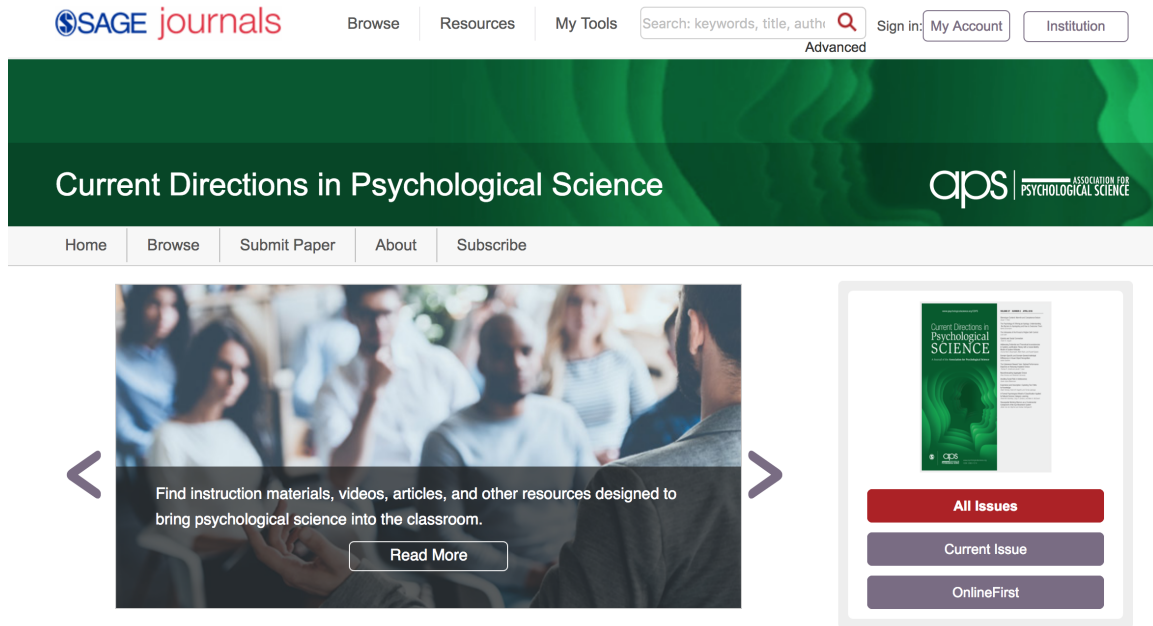 SAGE journals
Browse
Resources
My Tools
Search: keywords, title, autho
Sign in:
My Account
Institution
Advanced
Current Directions in Psychological Science
aps
ASSOCIATION FOR
PSYCHOLOGICAL SCIENCE
Home
Browse
Submit Paper
About
Subscribe
Find instruction materials, videos, articles, and other resources designed to
bring psychological science into the classroom.
Read More
Current Directions in
Psychological
SCIENCE
aps
All Issues
Current Issue
OnlineFirst